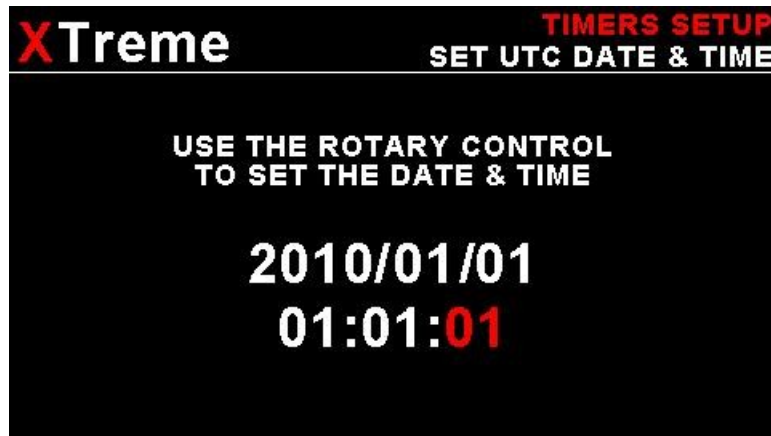 XTreme
TIMERS SETUP
SET UTC DATE & TIME
USE THE ROTARY CONTROL
TO SET THE DATE & TIME
2010/01/01
01:01:01